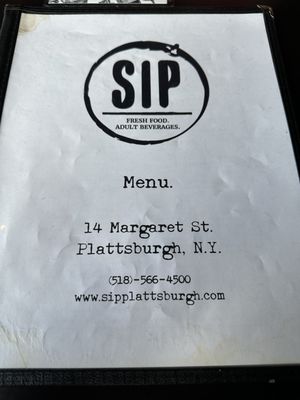 SIP
FRESH FOOD.
ADULT BEVERAGES.
Menu.
14 Margaret St.
Plattsburgh, N.Y.
(518)-566-4500
www.sipplattsburgh.com